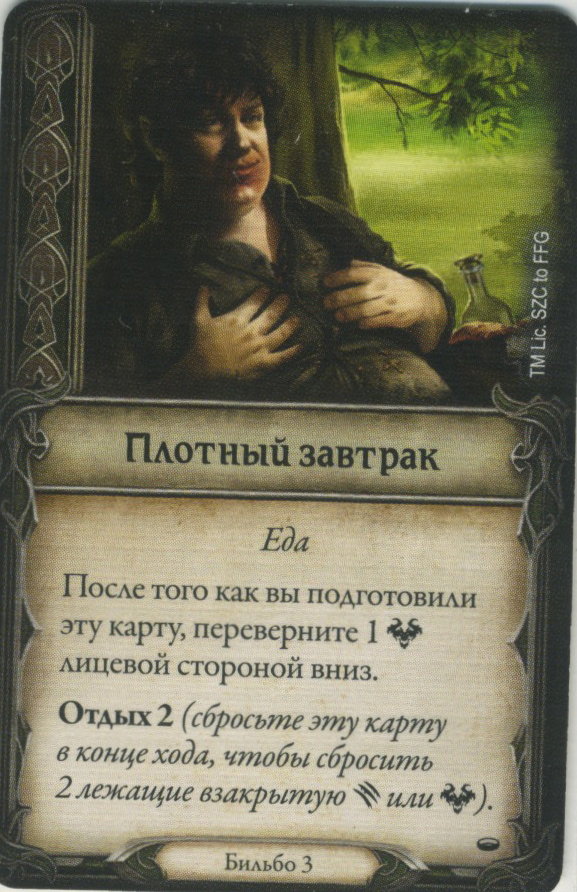 TM Lic. SZC to FFG
Плотный завтрак
Еда
После того как вы подготовили
эту карту, переверните 1
лицевой стороной вниз.
Отдых 2 (сбросьте эту карту
в конце хода, чтобы сбросить
2 лежащие взакрытую или ).
Бильбо 3